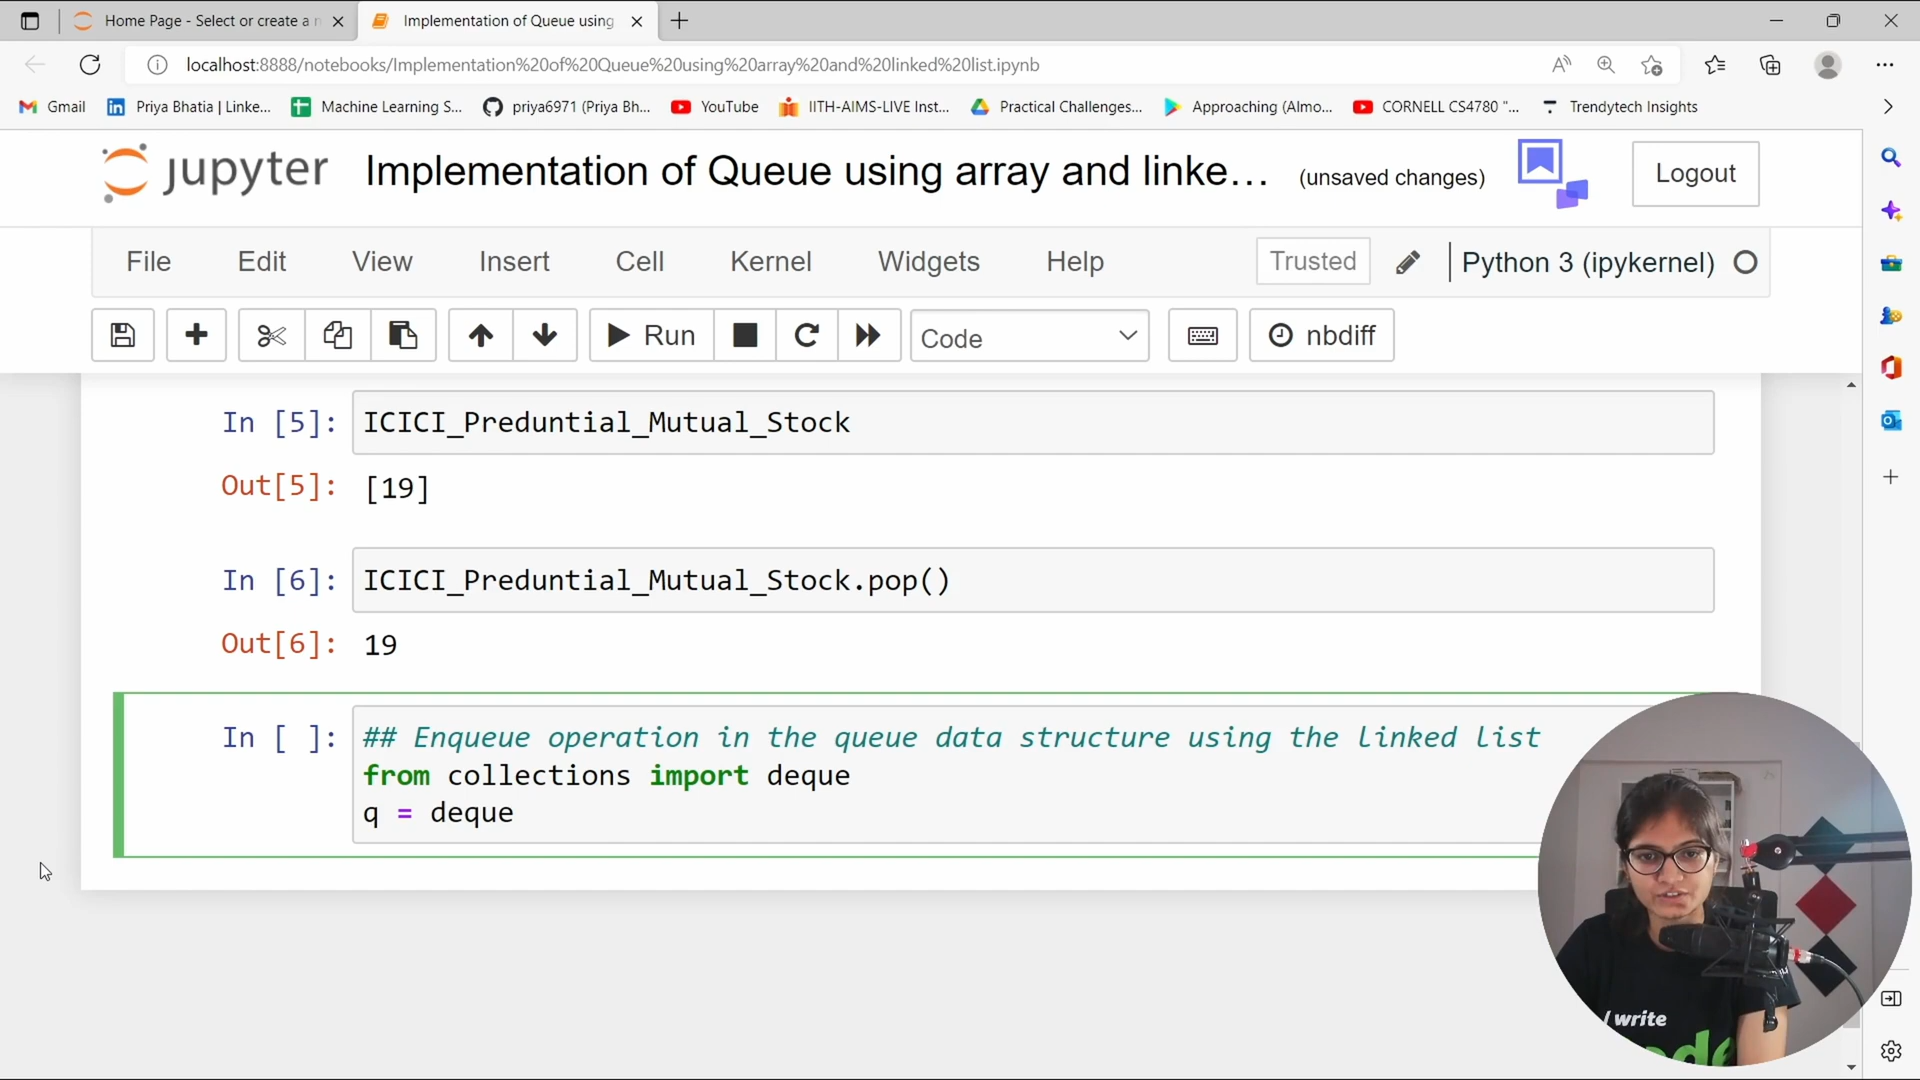 Home Page - Select or create a n
Implementation of Queue using
localhost:8888/notebooks/Implementation%20of%20Queue%20using%20array%20and%20linked%20list.ipynb
Gmail
Priya Bhatia | Linke...
Machine Learning S...
priya6971 (Priya Bh...
YouTube
IITH-AIMS-LIVE Inst...
Practical Challenges...
Approaching (Almo...
CORNELL CS4780 "...
Trendytech Insights
jupyter
Implementation of Queue using array and linke...
(unsaved changes)
Logout
File
Edit
View
Insert
Cell
Kernel
Widgets
Help
Trusted
Python 3 (ipykernel)
Run
Code
nbdiff
In [5]: ICICI_Preduntial_Mutual_Stock
Out[5]: [19]
In [6]: ICICI_Preduntial_Mutual_Stock.pop()
Out[6]: 19
In [ ]: ## Enqueue operation in the queue data structure using the linked list
from collections import deque
q = deque
/ write